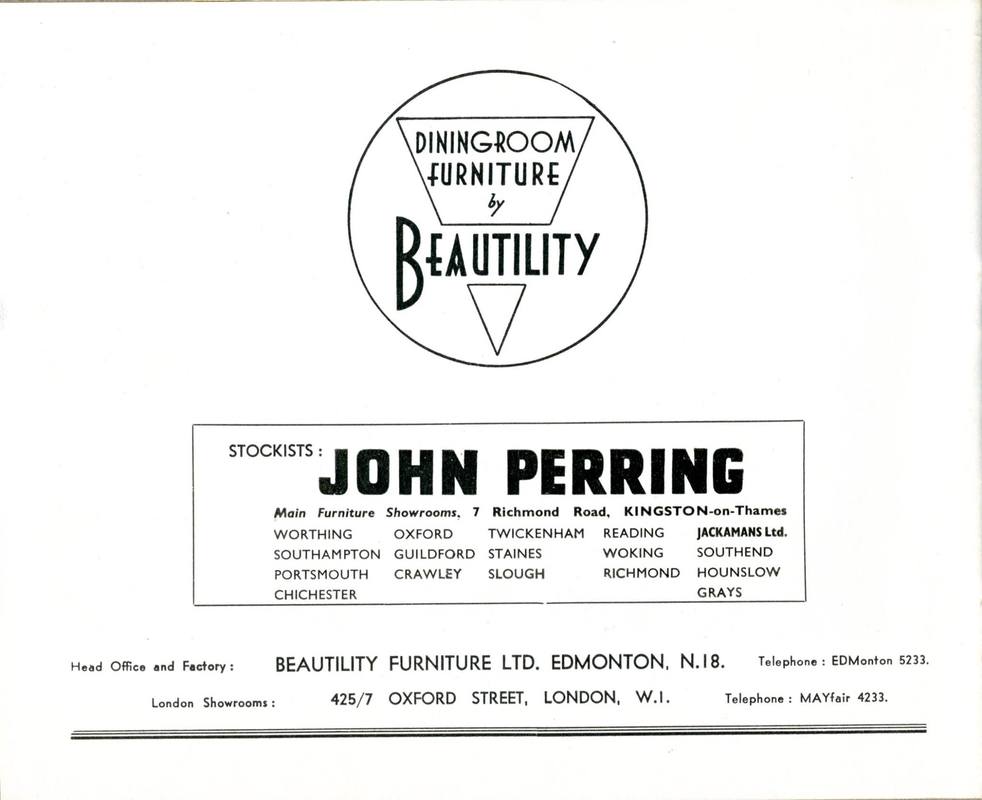 DINING-ROOM
FURNITURE
by
BEAUTILITY
STOCKISTS: JOHN PERRING
Main Furniture Showrooms, 7 Richmond Road, KINGSTON-on-Thames
WORTHING OXFORD TWICKENHAM READING JACKAMANS Ltd.
SOUTHAMPTON GUILDFORD STAINES WOKING SOUTHEND
PORTSMOUTH CRAWLEY SLOUGH RICHMOND HOUNSLOW
CHICHESTER GRAYS
Head Office and Factory: BEAUTILITY FURNITURE LTD. EDMONTON, N.18. Telephone: EDMonton 5233.
London Showrooms: 425/7 OXFORD STREET, LONDON, W.1. Telephone: MAYfair 4233.